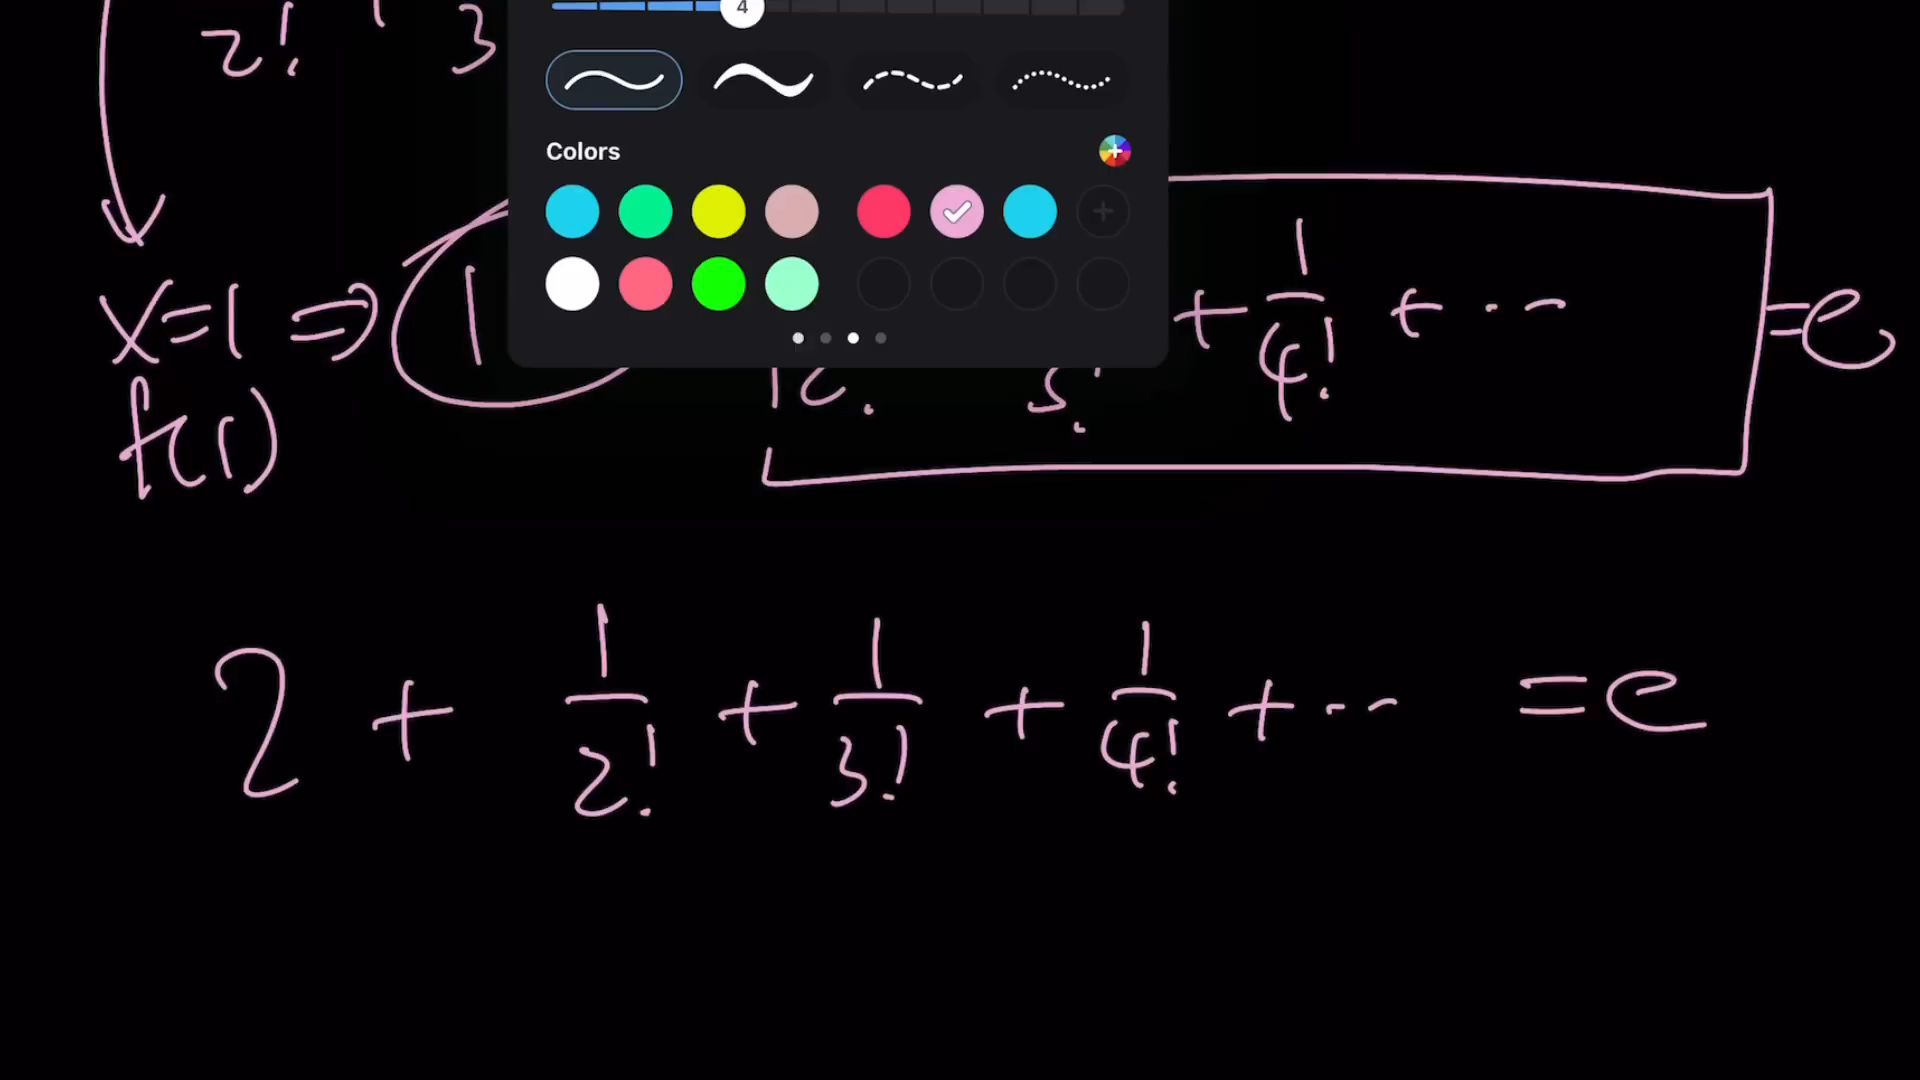 2! 3
4
Colors
x=1 ⇒ 1 + 1/4! + ... = e
f(1)
2 + 1/2! + 1/3! + 1/4! + ... = e